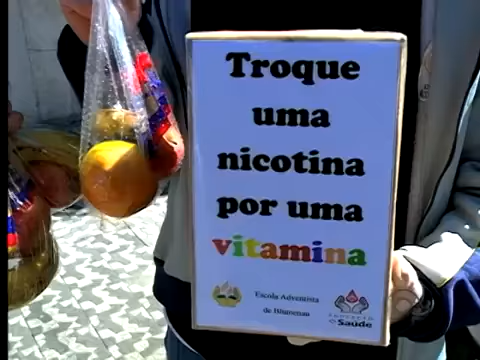 Troque
uma
nicotina
por uma
vitamina
Escola Adventista
de Blumenau
Saúde